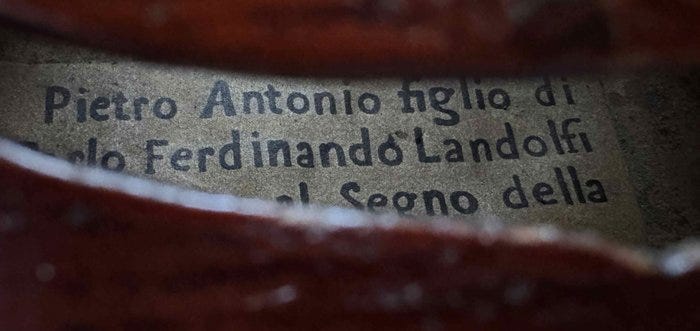 Pietro Antonio figlio di
Ferdinando Landolfi
al Segno della